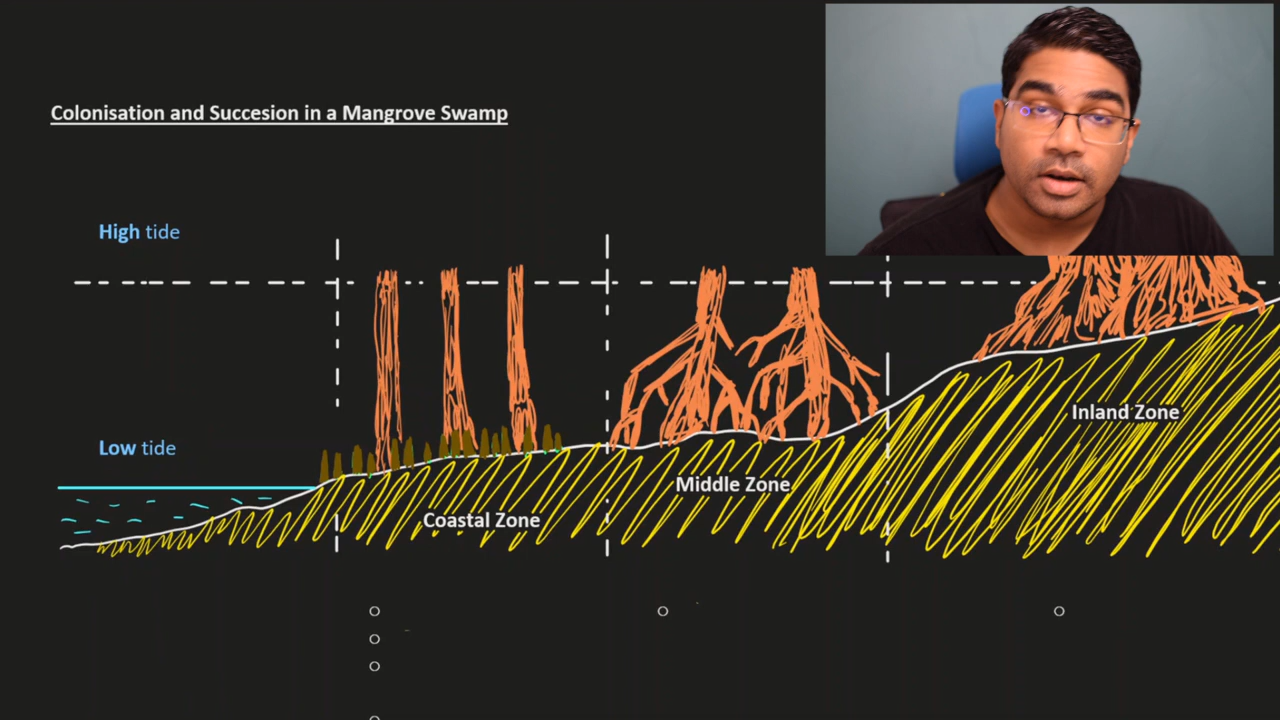 Colonisation and Succesion in a Mangrove Swamp
High tide
Low tide
Inland Zone
Middle Zone
Coastal Zone